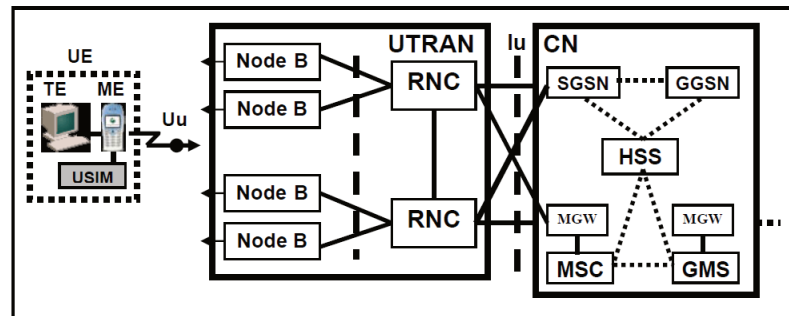 UE
TE ME
USIM
Uu
UTRAN
Node B
Node B
Node B
Node B
RNC
RNC
Iu
CN
SGSN
GGSN
HSS
MGW
MGW
MSC
GMS